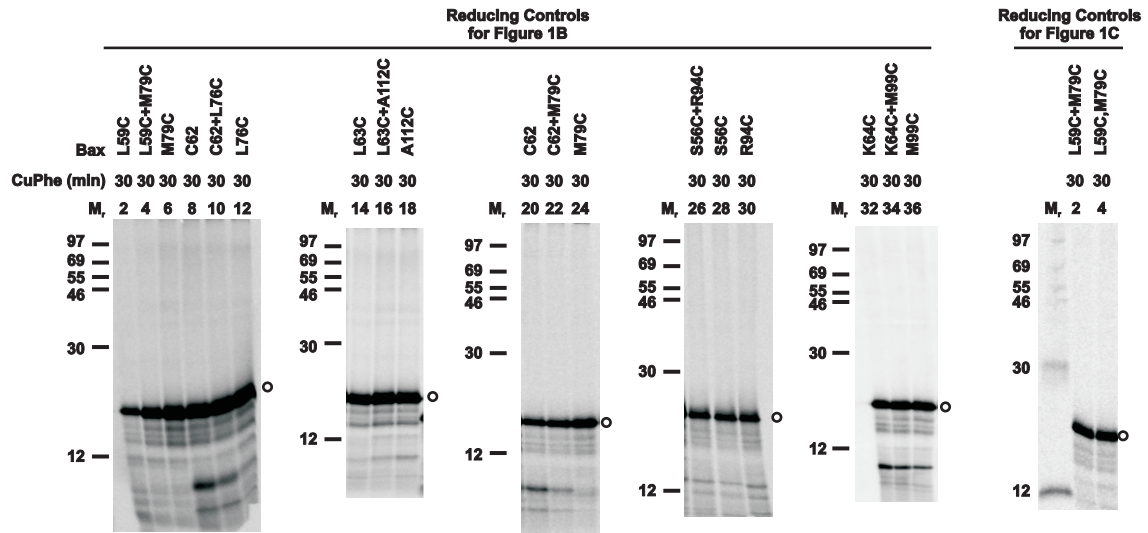 Reducing Controls
for Figure 1B
Reducing Controls
for Figure 1C
Bax L59C L59C+M79C M79C C62 C62+L76C L76C
L63C L63C+A112C A112C
C62 C62+M79C M79C
S56C+R94C S56C R94C
K64C K64C+M99C M99C
L59C+M79C L59C,M79C
CuPhe (min) 30 30 30 30 30 30 30 30 30 30 30 30 30 30 30 30 30 30 30 30
Mr 2 4 6 8 10 12
97
69
55
46
30
12
Mr 14 16 18
97
69
55
46
30
12
Mr 20 22 24
97
69
55
46
30
12
Mr 26 28 30
97
69
55
46
30
12
Mr 32 34 36
97
69
55
46
30
12
Mr 2 4
97
69
55
46
30
12